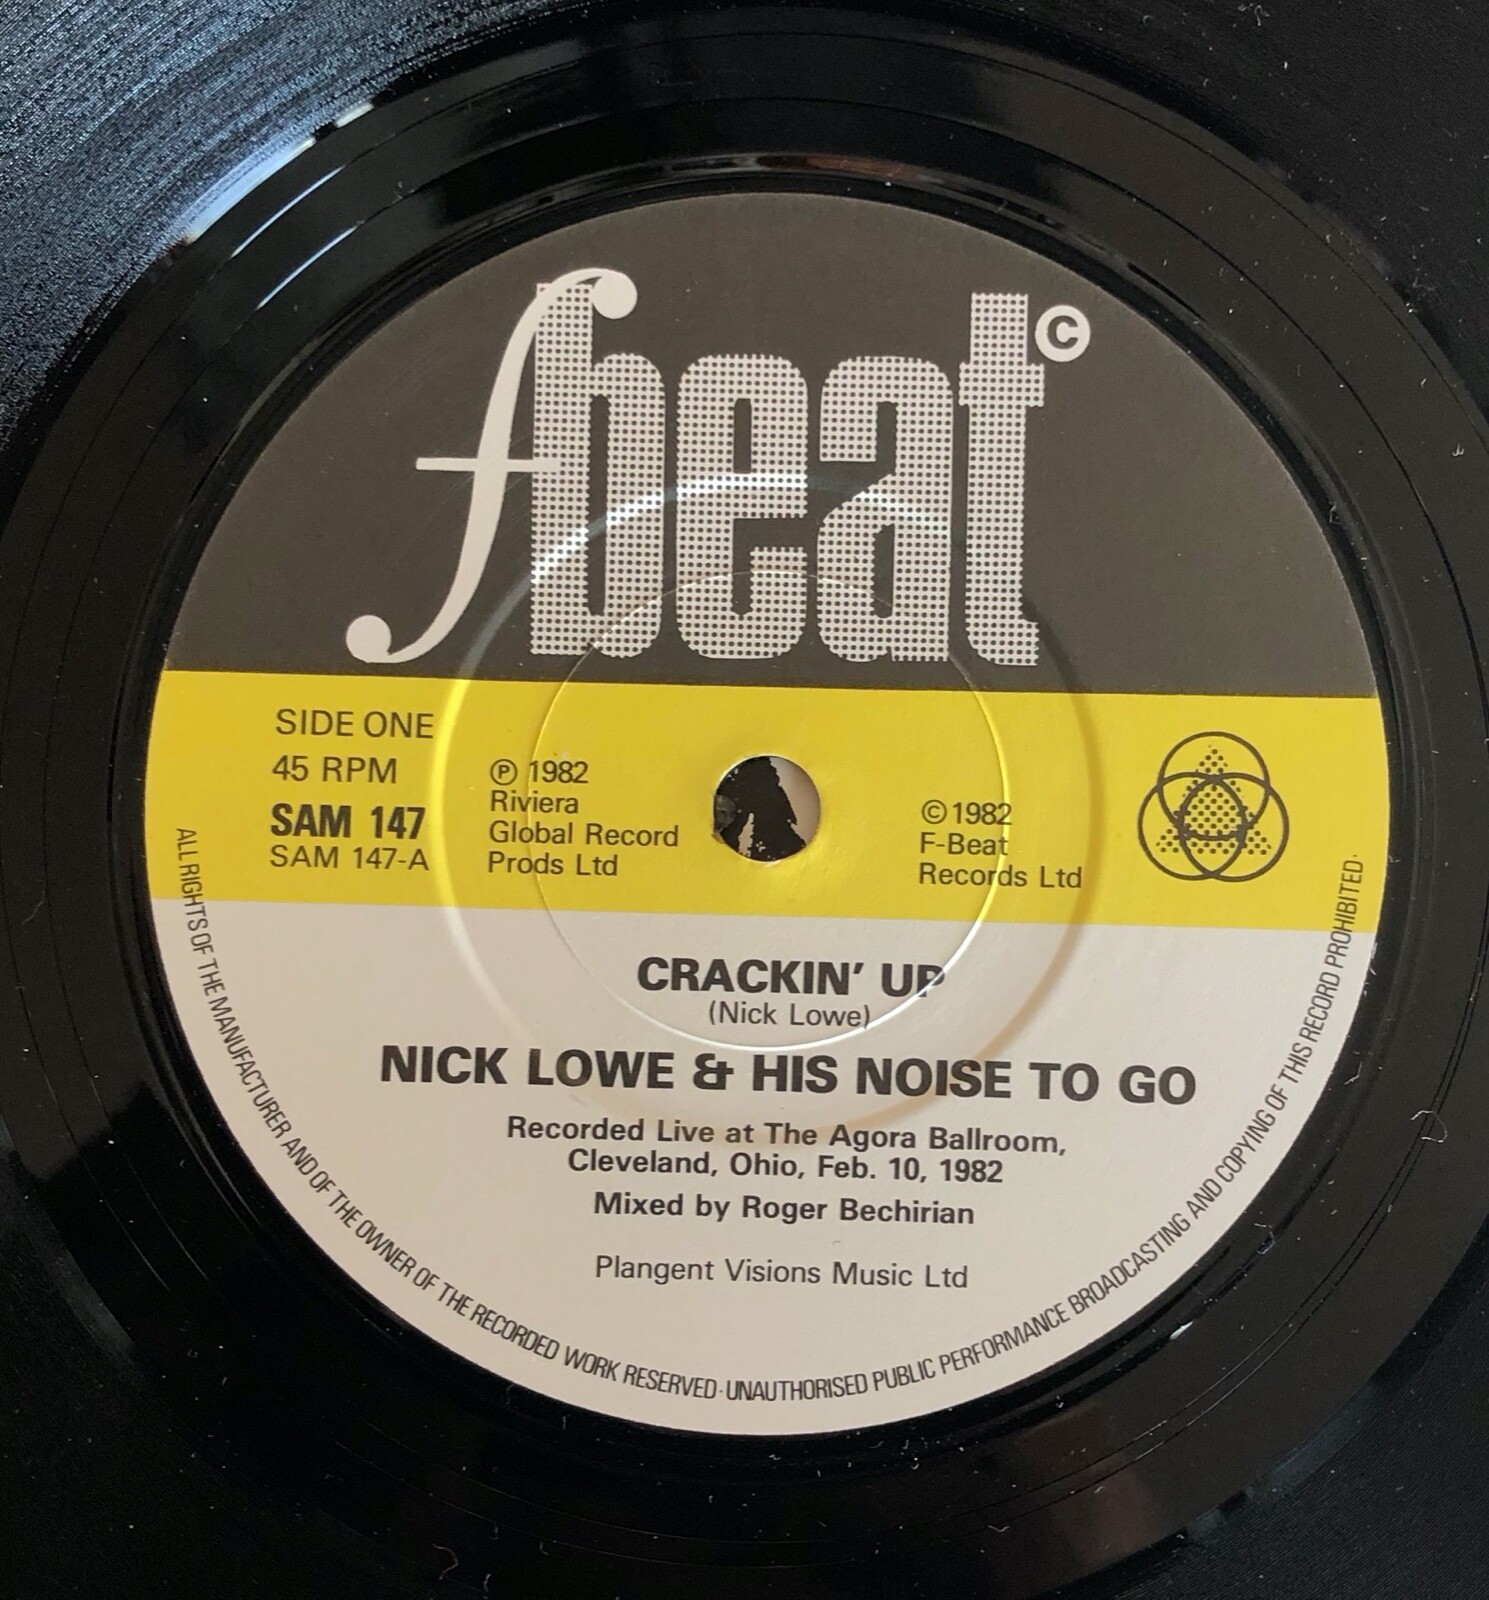 fbeat ©
SIDE ONE
45 RPM
SAM 147
SAM 147-A
℗ 1982
Riviera
Global Record
Prods Ltd
© 1982
F-Beat
Records Ltd
CRACKIN' UP
(Nick Lowe)
NICK LOWE & HIS NOISE TO GO
Recorded Live at The Agora Ballroom,
Cleveland, Ohio, Feb. 10, 1982
Mixed by Roger Bechirian
Plangent Visions Music Ltd
ALL RIGHTS OF THE MANUFACTURER AND OF THE OWNER OF THE RECORDED WORK RESERVED · UNAUTHORISED PUBLIC PERFORMANCE BROADCASTING AND COPYING OF THIS RECORD PROHIBITED ·